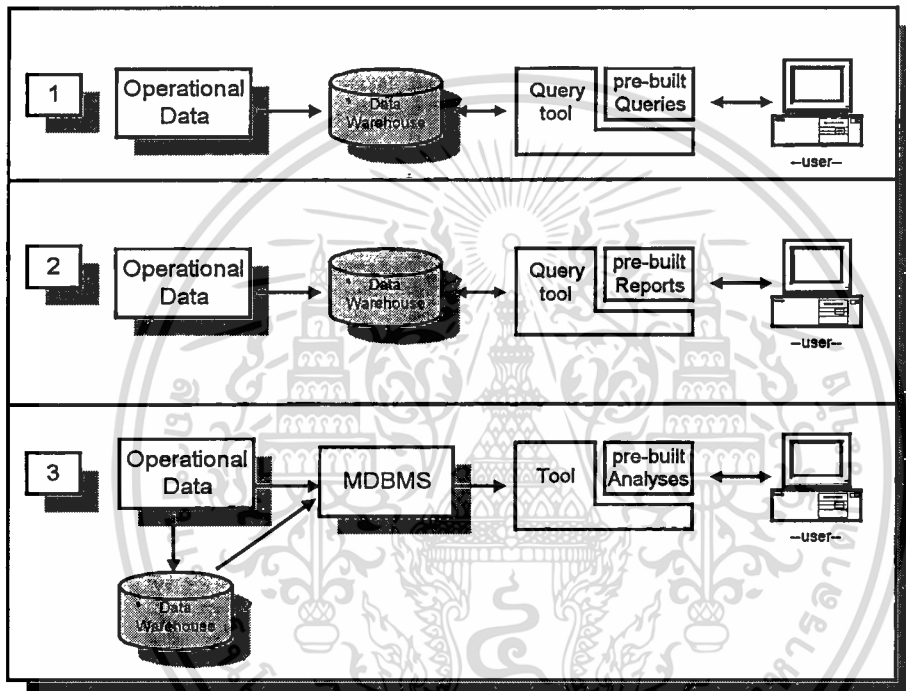 1
Operational
Data
Data
Warehouse
Query
tool
pre-built
Queries
--user--
2
Operational
Data
Data
Warehouse
Query
tool
pre-built
Reports
--user--
3
Operational
Data
MDBMS
Tool
pre-built
Analyses
--user--
Data
Warehouse